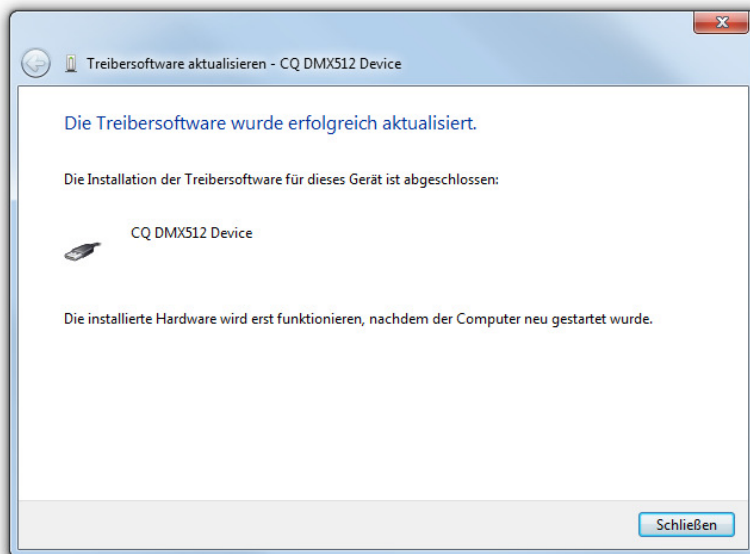 Treibersoftware aktualisieren - CQ DMX512 Device
Die Treibersoftware wurde erfolgreich aktualisiert.
Die Installation der Treibersoftware für dieses Gerät ist abgeschlossen:
CQ DMX512 Device
Die installierte Hardware wird erst funktionieren, nachdem der Computer neu gestartet wurde.
Schließen